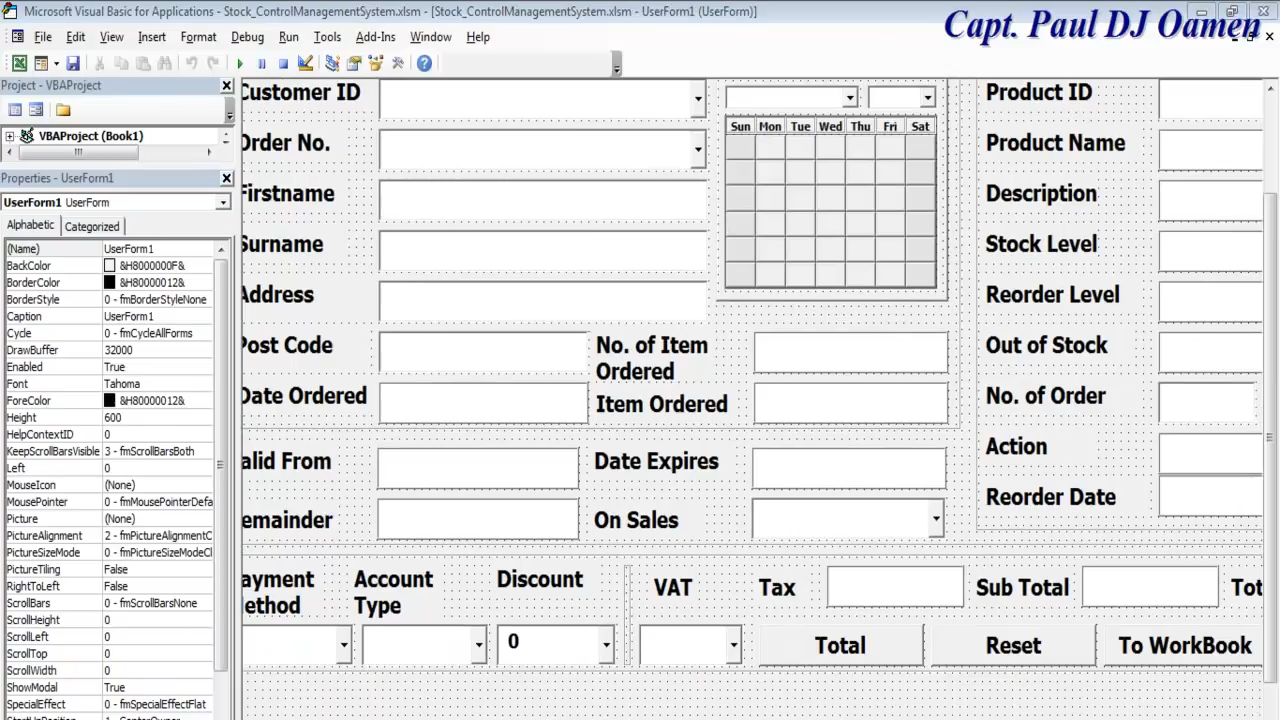 Microsoft Visual Basic for Applications - Stock_ControlManagementSystem.xlsm - [Stock_ControlManagementSystem.xlsm - UserForm1 (UserForm)]
Capt. Paul DJ Oamen
File Edit View Insert Format Debug Run Tools Add-Ins Window Help
Project - VBAProject
VBAProject (Book1)
Properties - UserForm1
UserForm1 UserForm
Alphabetic Categorized
(Name) UserForm1
BackColor &H8000000F&
BorderColor &H80000012&
BorderStyle 0 - fmBorderStyleNone
Caption UserForm1
Cycle 0 - fmCycleAllForms
DrawBuffer 32000
Enabled True
Font Tahoma
ForeColor &H80000012&
Height 600
HelpContextID 0
KeepScrollBarsVisible 3 - fmScrollBarsBoth
Left 0
MouseIcon (None)
MousePointer 0 - fmMousePointerDefa
Picture (None)
PictureAlignment 2 - fmPictureAlignmentC
PictureSizeMode 0 - fmPictureSizeModeCl
PictureTiling False
RightToLeft False
ScrollBars 0 - fmScrollBarsNone
ScrollHeight 0
ScrollLeft 0
ScrollTop 0
ScrollWidth 0
ShowModal True
SpecialEffect 0 - fmSpecialEffectFlat
Customer ID
Order No.
Firstname
Surname
Address
Post Code
Date Ordered
Sun Mon Tue Wed Thu Fri Sat
No. of Item
Ordered
Item Ordered
Product ID
Product Name
Description
Stock Level
Reorder Level
Out of Stock
No. of Order
Action
Reorder Date
alid From
Date Expires
emainder
On Sales
ayment
ethod
Account
Type
Discount
0
VAT
Tax
Sub Total
Tot
Total
Reset
To WorkBook